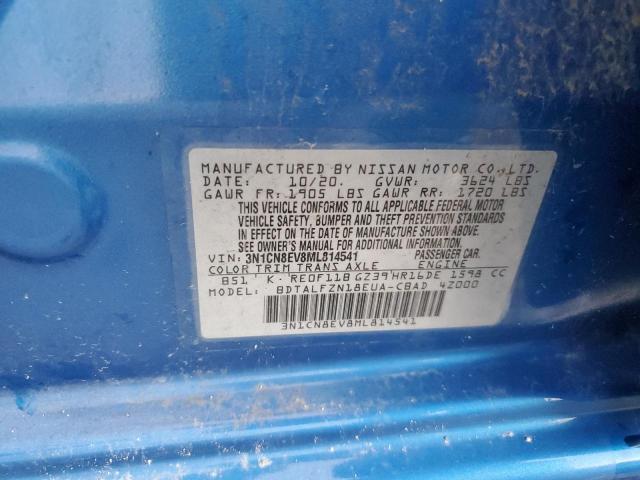 MANUFACTURED BY NISSAN MOTOR CO., LTD.
DATE: 10/20. GVWR: 3624 LBS
GAWR FR: 1905 LBS GAWR RR: 1720 LBS
THIS VEHICLE CONFORMS TO ALL APPLICABLE FEDERAL MOTOR
VEHICLE SAFETY, BUMPER AND THEFT PREVENTION STANDARDS
IN EFFECT ON THE DATE OF MANUFACTURE SHOWN ABOVE.
SEE OWNER'S MANUAL FOR ADDITIONAL INFORMATION.
VIN: 3N1CN8EV8ML814541 PASSENGER CAR.
COLOR TRIM TRANS AXLE ENGINE
B51 K REOF11B GZ39 HR16DE 1598 CC
MODEL: BDTALFZN18EUA-CBAD 4Z000
3N1CN8EV8ML814541